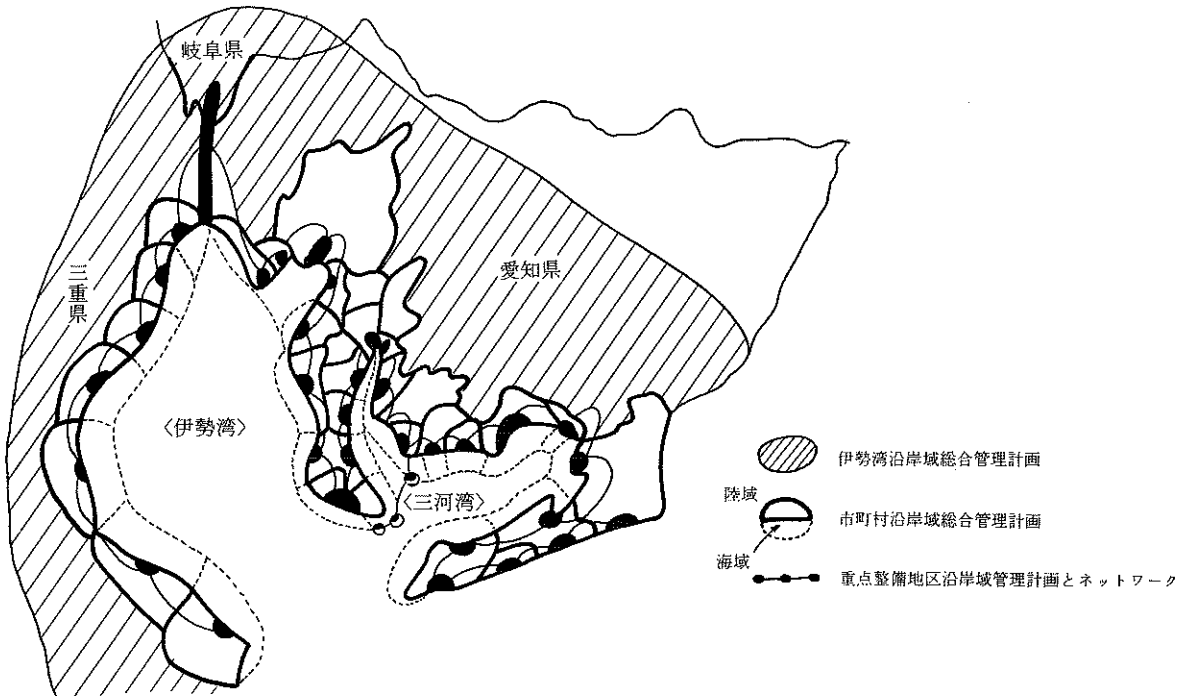 岐阜県
三重県
愛知県
〈伊勢湾〉
〈三河湾〉
伊勢湾沿岸域総合管理計画
陸域
市町村沿岸域総合管理計画
海域
重点整備地区沿岸域管理計画とネットワーク